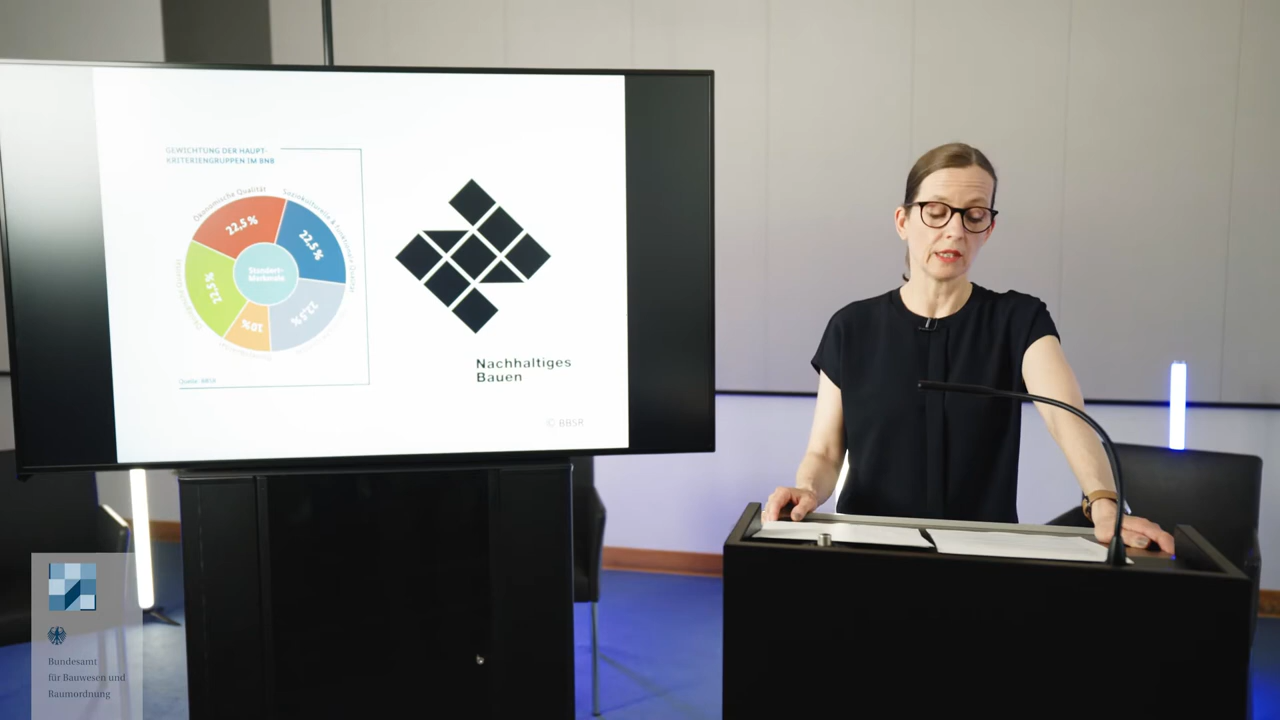 GEWICHTUNG DER HAUPT-
KRITERIENGRUPPEN IM BNB
Ökonomische Qualität
Soziokulturelle & funktionale Qualität
22,5%
22,5%
Standort-
Merkmale
22,5%
10%
22,5%
Quelle: BBSR
Nachhaltiges
Bauen
© BBSR
Bundesamt
für Bauwesen und
Raumordnung